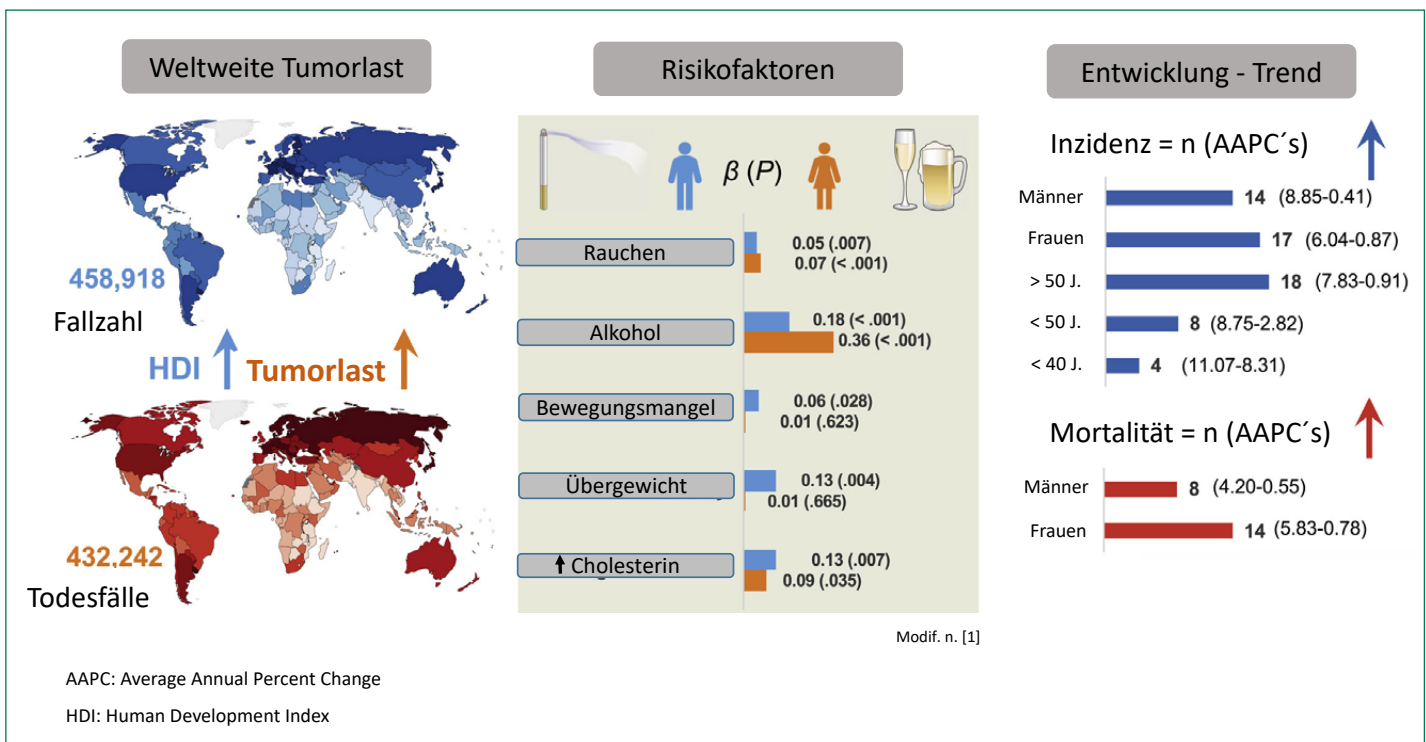 Weltweite Tumorlast
458,918
Fallzahl
HDI
Tumorlast
432,242
Todesfälle
AAPC: Average Annual Percent Change
HDI: Human Development Index
Risikofaktoren
β (P)
Rauchen
0.05 (.007)
0.07 (< .001)
Alkohol
0.18 (< .001)
0.36 (< .001)
Bewegungsmangel
0.06 (.028)
0.01 (.623)
Übergewicht
0.13 (.004)
0.01 (.665)
↑ Cholesterin
0.13 (.007)
0.09 (.035)
Modif. n. [1]
Entwicklung - Trend
Inzidenz = n (AAPC´s)
Männer 14 (8.85-0.41)
Frauen 17 (6.04-0.87)
> 50 J. 18 (7.83-0.91)
< 50 J. 8 (8.75-2.82)
< 40 J. 4 (11.07-8.31)
Mortalität = n (AAPC´s)
Männer 8 (4.20-0.55)
Frauen 14 (5.83-0.78)